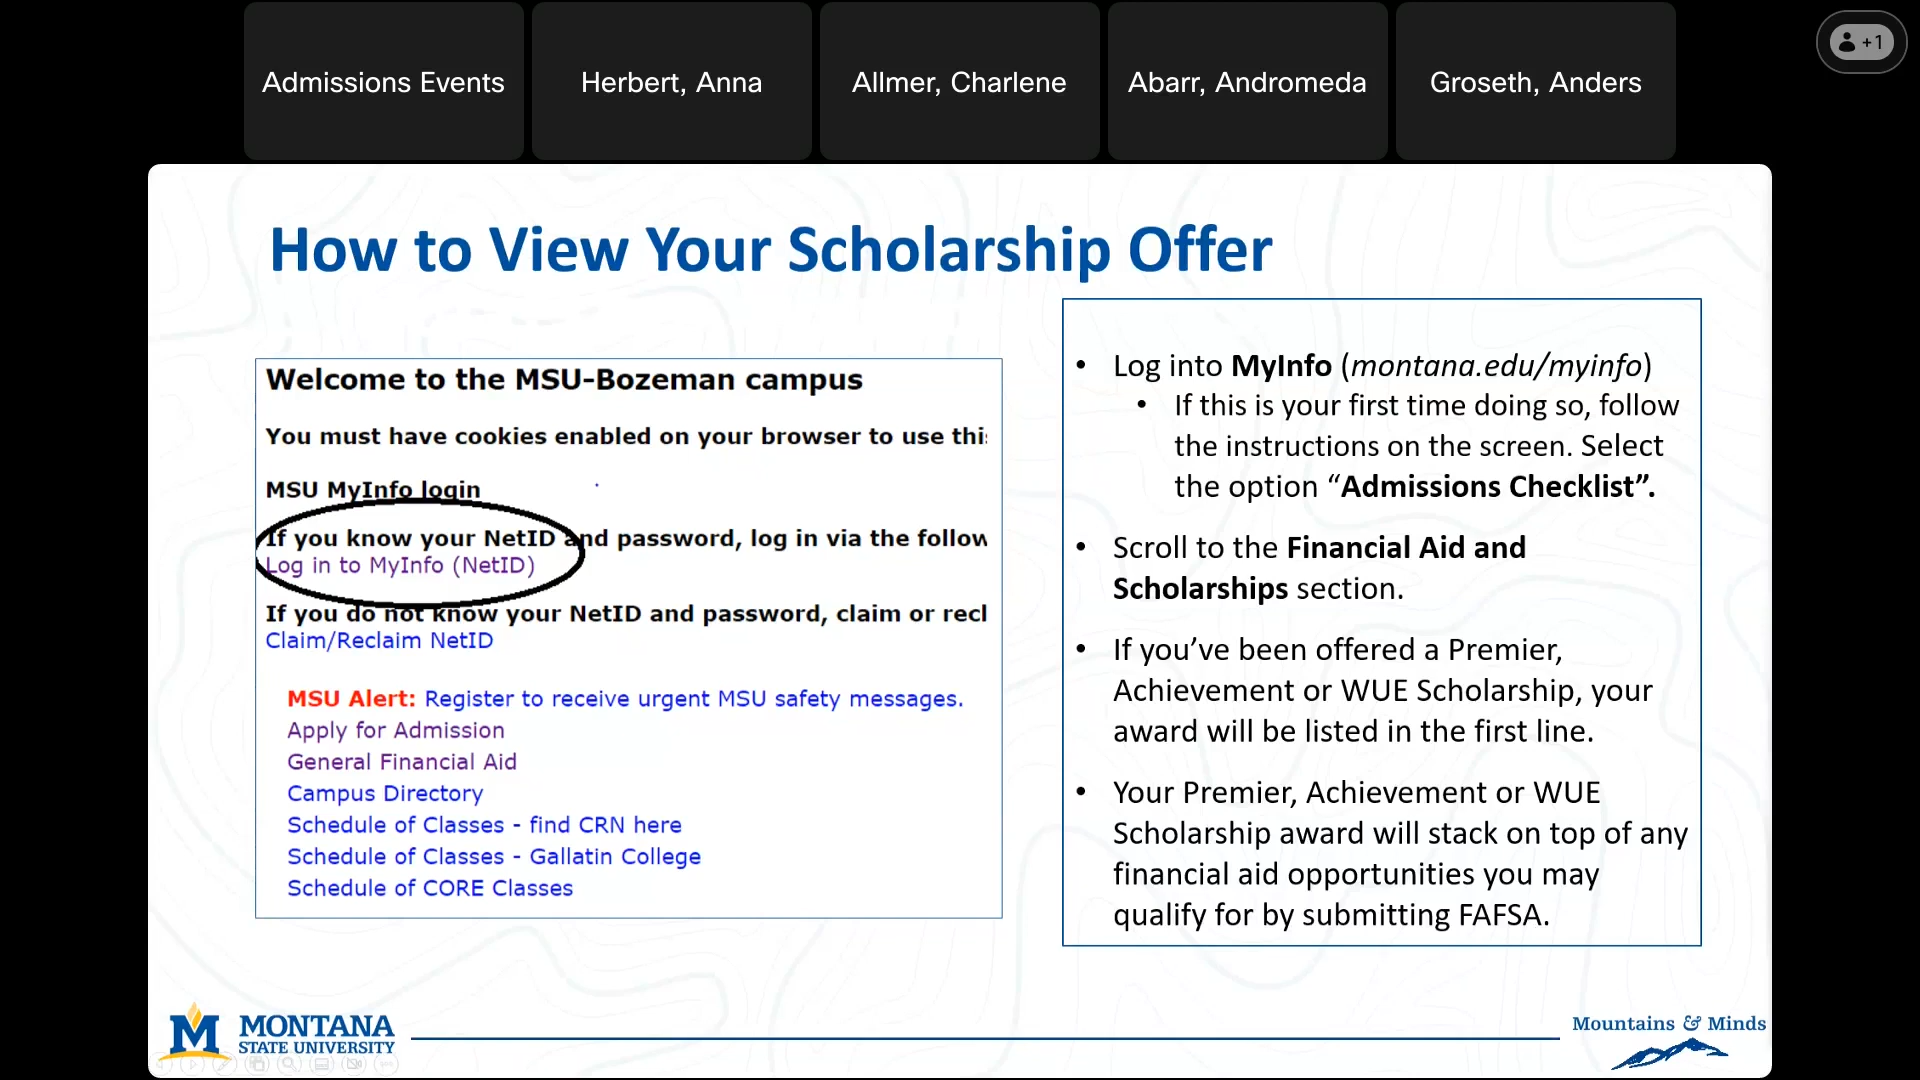 Admissions Events
Herbert, Anna
Allmer, Charlene
Abarr, Andromeda
Groseth, Anders
+1
How to View Your Scholarship Offer
Welcome to the MSU-Bozeman campus
You must have cookies enabled on your browser to use
MSU MyInfo login
If you know your NetID and password, log in via the
Log in to MyInfo (NetID)
If you do not know your NetID and password, claim or
Claim/Reclaim NetID
MSU Alert: Register to receive urgent MSU safety messages.
Apply for Admission
General Financial Aid
Campus Directory
Schedule of Classes - find CRN here
Schedule of Classes - Gallatin College
Schedule of CORE Classes
• Log into MyInfo (montana.edu/myinfo)
• If this is your first time doing so, follow
the instructions on the screen. Select
the option “Admissions Checklist”.
• Scroll to the Financial Aid and
Scholarships section.
• If you’ve been offered a Premier,
Achievement or WUE Scholarship, your
award will be listed in the first line.
• Your Premier, Achievement or WUE
Scholarship award will stack on top of any
financial aid opportunities you may
qualify for by submitting FAFSA.
M MONTANA
STATE UNIVERSITY
Mountains & Minds